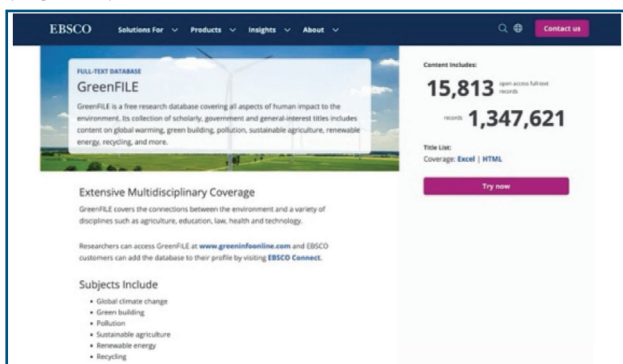 EBSCO
Solutions For Products Insights About
Contact us
FULL-TEXT DATABASE
GreenFILE
GreenFILE is a free research database covering all aspects of human impact to the
environment. Its collection of scholarly, government and general-interest titles includes
content on global warming, green building, pollution, sustainable agriculture, renewable
energy, recycling, and more.
Content Includes:
15,813 open access full-text
records
records 1,347,621
Title List:
Coverage: Excel | HTML
Try now
Extensive Multidisciplinary Coverage
GreenFILE covers the connections between the environment and a variety of
disciplines such as agriculture, education, law, health and technology.
Researchers can access GreenFILE at www.greeninfoonline.com and EBSCO
customers can add the database to their profile by visiting EBSCO Connect.
Subjects Include
• Global climate change
• Green building
• Pollution
• Sustainable agriculture
• Renewable energy
• Recycling